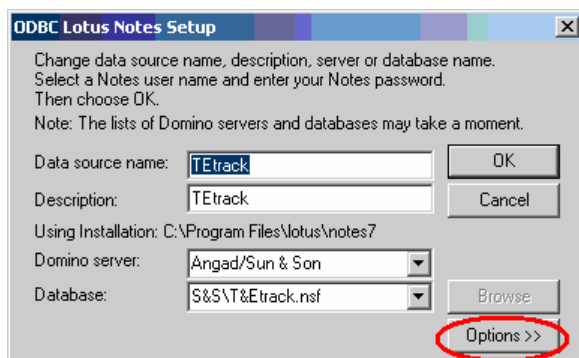 ODBC Lotus Notes Setup
Change data source name, description, server or database name.
Select a Notes user name and enter your Notes password.
Then choose OK.
Note: The lists of Domino servers and databases may take a moment.
Data source name: TEtrack OK
Description: TEtrack Cancel
Using Installation: C:\Program Files\lotus\notes7
Domino server: Angad/Sun & Son
Database: S&S\T&Etrack.nsf Browse
Options >>